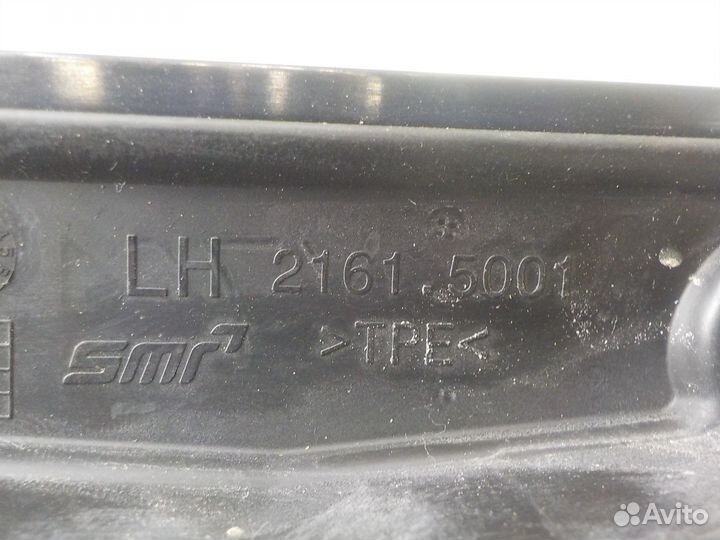 LH 2161.5001
smr >TPE<
Avito